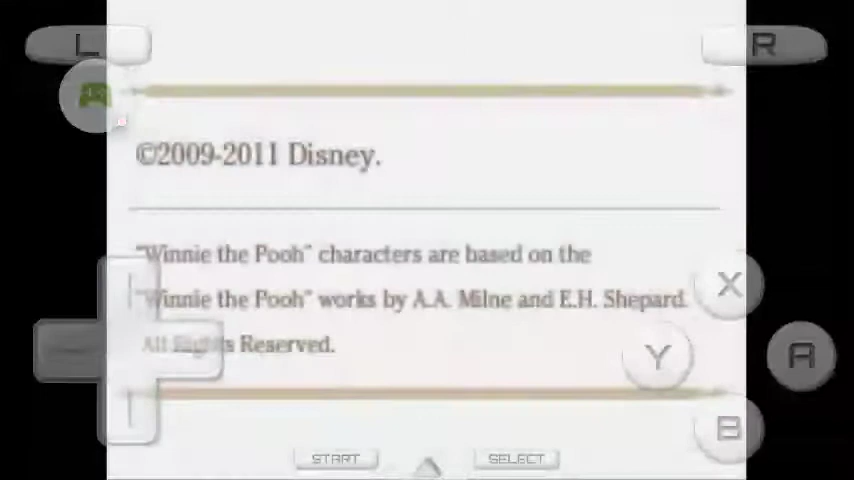 L
R
©2009-2011 Disney.
"Winnie the Pooh" characters are based on the
"Winnie the Pooh" works by A.A. Milne and E.H. Shepard.
All Rights Reserved.
X
Y
A
B
START
SELECT